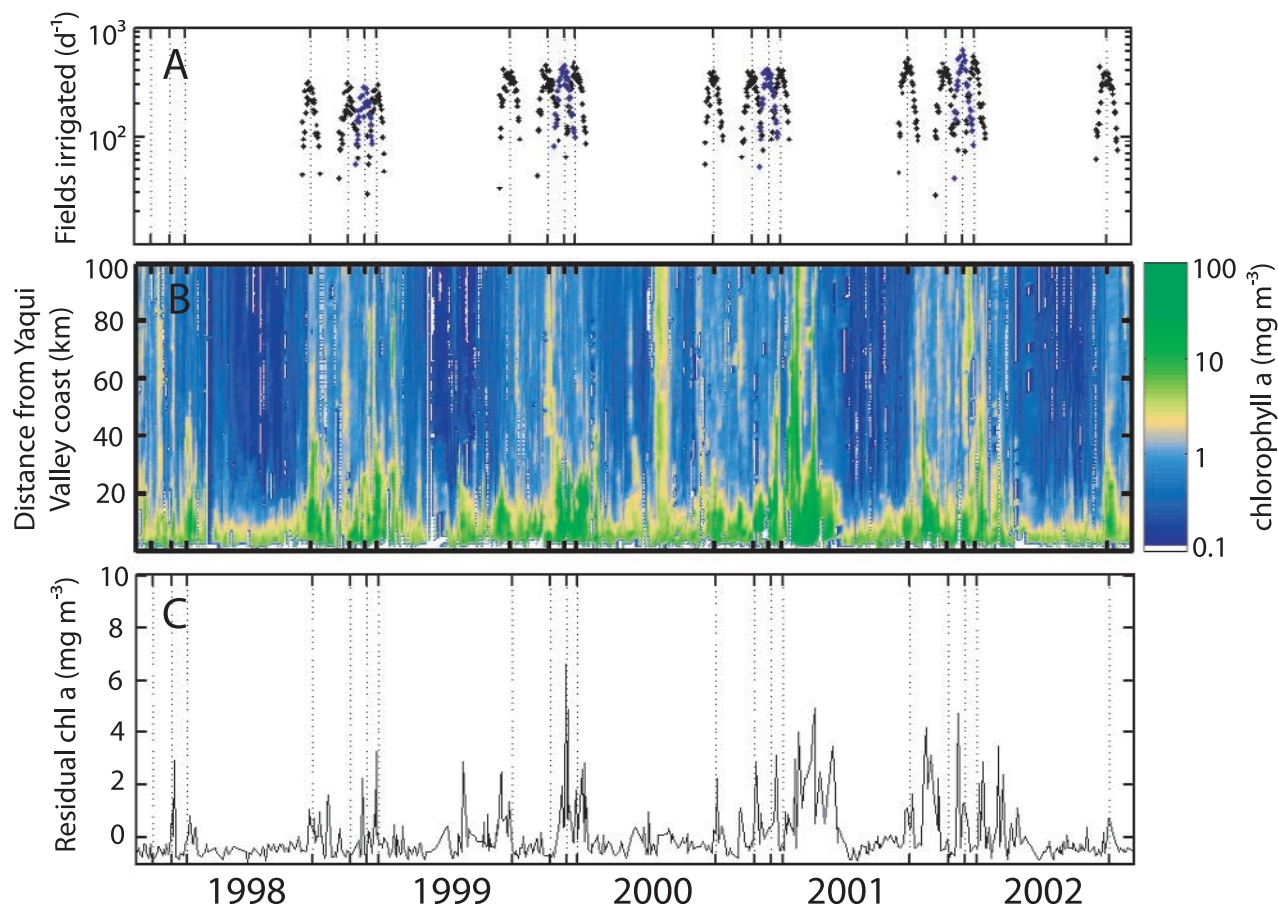 Fields irrigated (d⁻¹)
10³
10²
A
Distance from Yaqui
Valley coast (km)
100
80
60
40
20
B
100
10
1
0.1
chlorophyll a (mg m⁻³)
Residual chl a (mg m⁻³)
10
8
6
4
2
0
C
1998 1999 2000 2001 2002